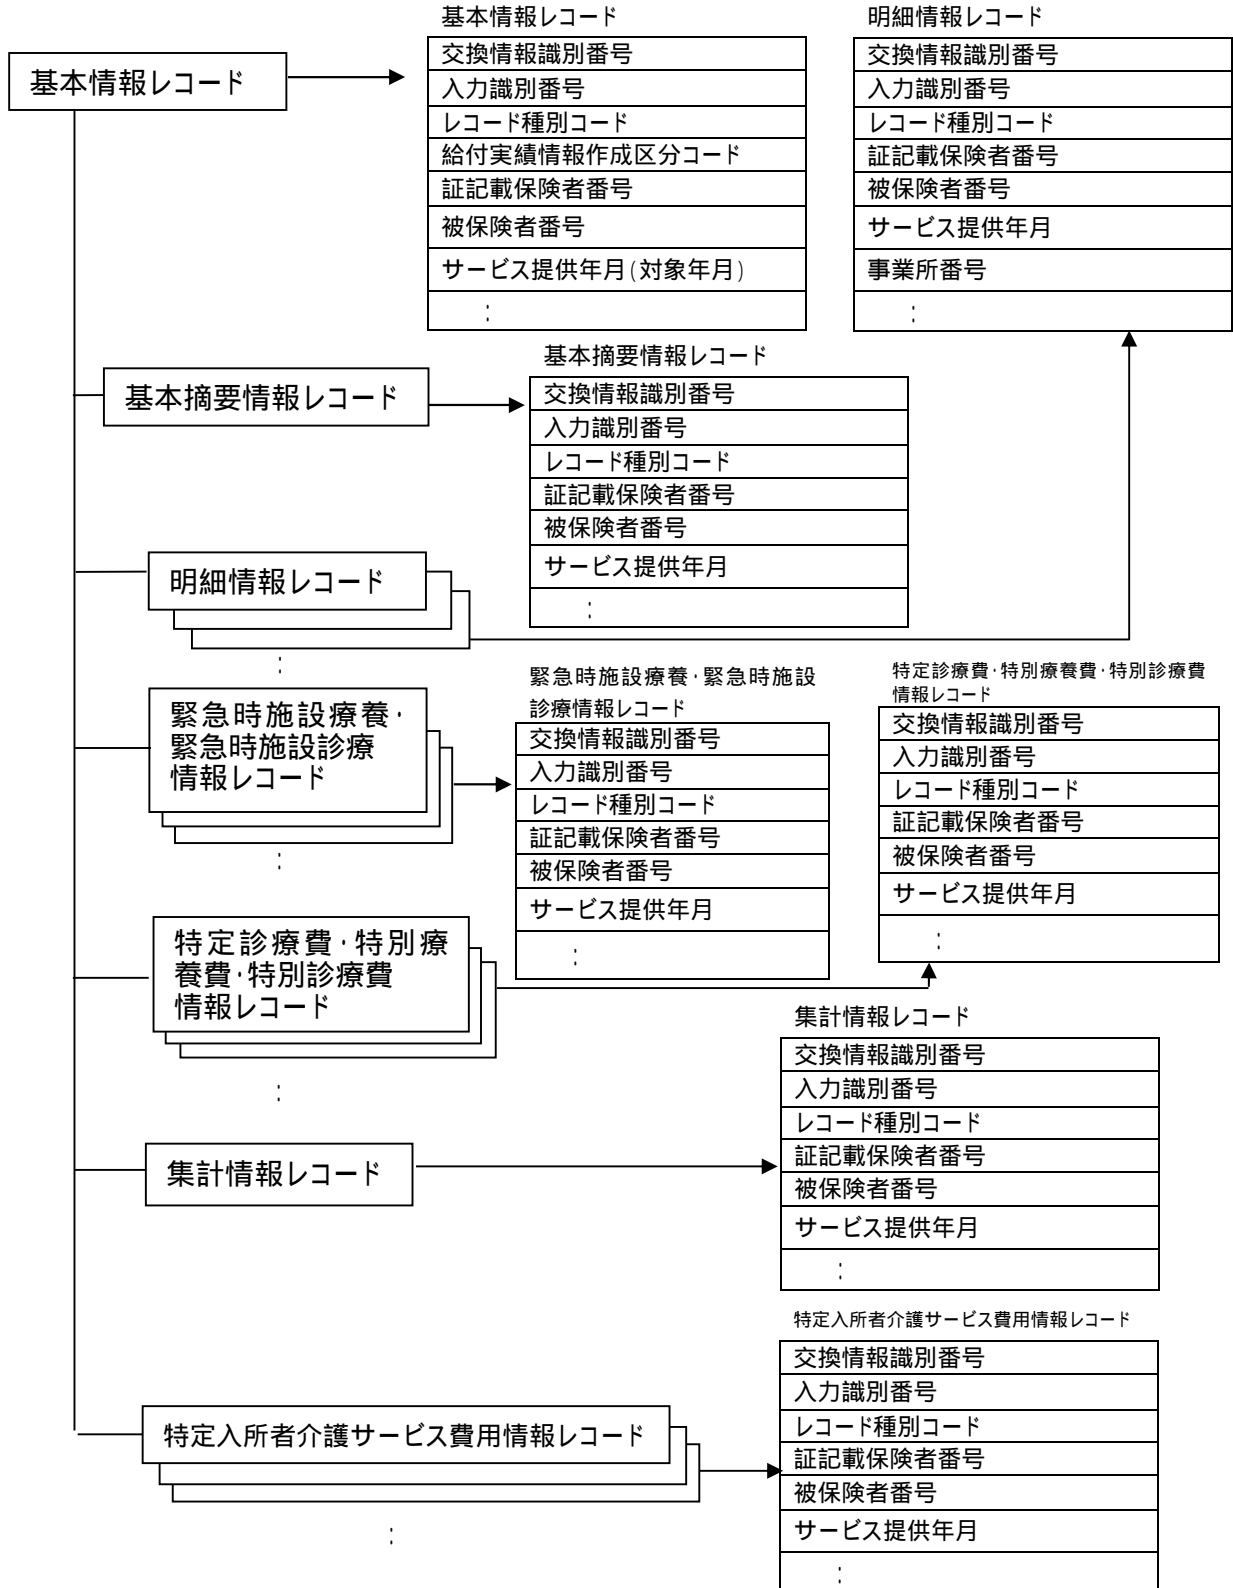 基本情報レコード
基本情報レコード
交換情報識別番号
入力識別番号
レコード種別コード
給付実績情報作成区分コード
証記載保険者番号
被保険者番号
サービス提供年月(対象年月)
:
明細情報レコード
交換情報識別番号
入力識別番号
レコード種別コード
証記載保険者番号
被保険者番号
サービス提供年月
事業所番号
:
基本摘要情報レコード
基本摘要情報レコード
交換情報識別番号
入力識別番号
レコード種別コード
証記載保険者番号
被保険者番号
サービス提供年月
:
明細情報レコード
:
緊急時施設療養・
緊急時施設診療
情報レコード
:
緊急時施設療養・緊急時施設
診療情報レコード
交換情報識別番号
入力識別番号
レコード種別コード
証記載保険者番号
被保険者番号
サービス提供年月
:
特定診療費・特別療養費・特別診療費
情報レコード
交換情報識別番号
入力識別番号
レコード種別コード
証記載保険者番号
被保険者番号
サービス提供年月
:
特定診療費・特別療
養費・特別診療費
情報レコード
:
集計情報レコード
集計情報レコード
交換情報識別番号
入力識別番号
レコード種別コード
証記載保険者番号
被保険者番号
サービス提供年月
:
特定入所者介護サービス費用情報レコード
:
特定入所者介護サービス費用情報レコード
交換情報識別番号
入力識別番号
レコード種別コード
証記載保険者番号
被保険者番号
サービス提供年月
: